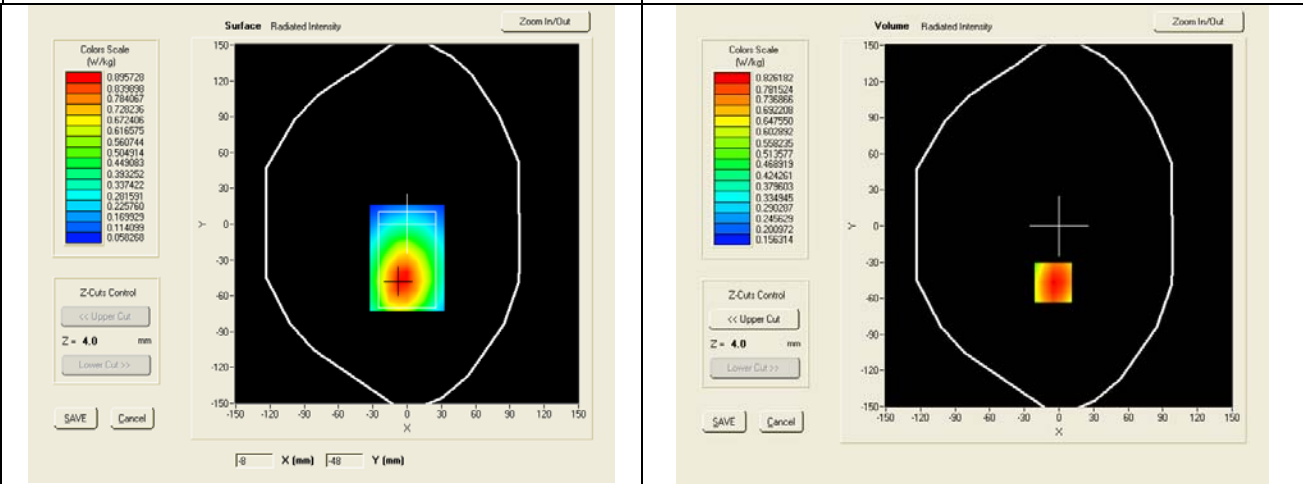 Surface Radiated Intensity
Zoom In/Out
Colors Scale
(W/kg)
0.895728
0.839898
0.784067
0.728236
0.672406
0.616575
0.560744
0.504914
0.449083
0.393252
0.337422
0.281591
0.225760
0.169929
0.114099
0.058268
150
120
90
60
30
0
-30
-60
-90
-120
-150
Y
-150 -120 -90 -60 -30 0 30 60 90 120 150
X
Z-Cuts Control
<< Upper Cut
Z = 4.0 mm
Lower Cut >>
SAVE Cancel
-8 X (mm) -48 Y (mm)
Volume Radiated Intensity
Zoom In/Out
Colors Scale
(W/kg)
0.826182
0.781524
0.736866
0.692208
0.647550
0.602892
0.558235
0.513577
0.468919
0.424261
0.379603
0.334945
0.290287
0.245629
0.200972
0.156314
150
120
90
60
30
0
-30
-60
-90
-120
-150
Y
-150 -120 -90 -60 -30 0 30 60 90 120 150
X
Z-Cuts Control
<< Upper Cut
Z = 4.0 mm
Lower Cut >>
SAVE Cancel